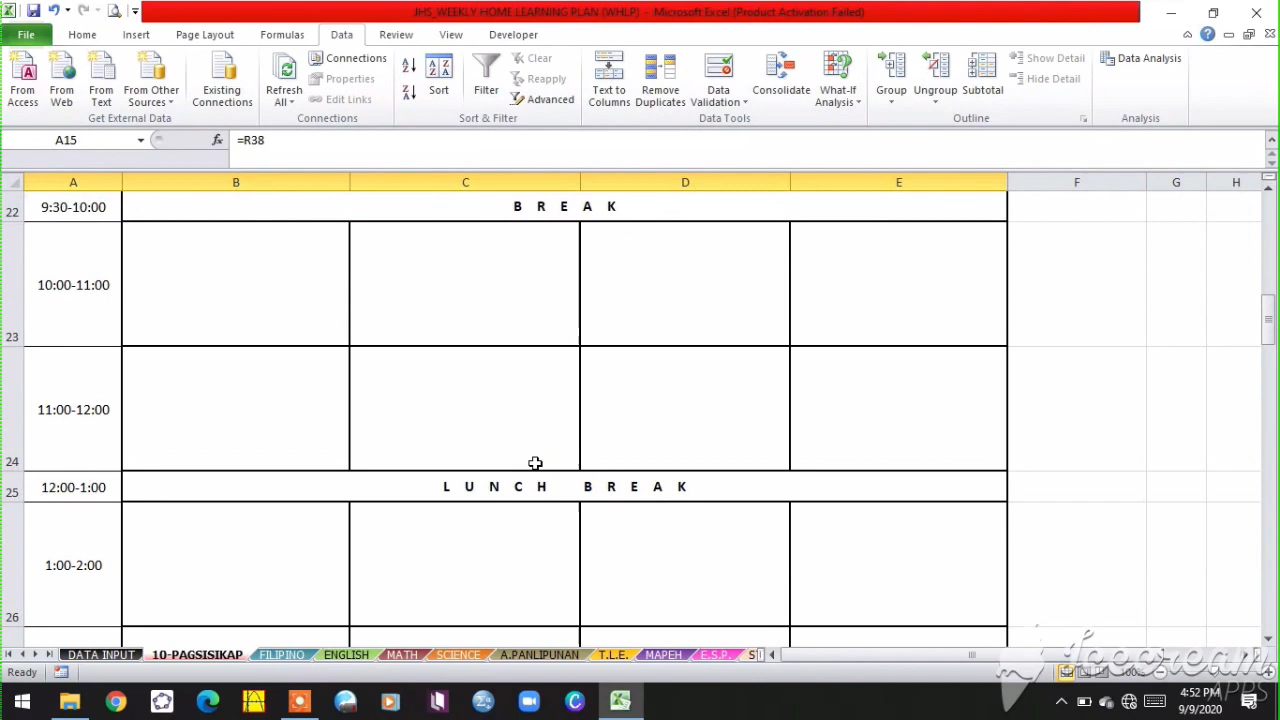 JHS_WEEKLY HOME LEARNING PLAN (WHLP) - Microsoft Excel (Product Activation Failed)
File Home Insert Page Layout Formulas Data Review View Developer
From Access
From Web
From Text
From Other Sources
Existing Connections
Get External Data
Refresh All
Connections
Properties
Edit Links
Connections
Sort
Filter
Clear
Reapply
Advanced
Sort & Filter
Text to Columns
Remove Duplicates
Data Validation
Consolidate
What-If Analysis
Data Tools
Group
Ungroup
Subtotal
Show Detail
Hide Detail
Outline
Data Analysis
Analysis
A15 fx =R38
A B C D E F G H
22 9:30-10:00 B R E A K
23 10:00-11:00
24 11:00-12:00
25 12:00-1:00 L U N C H B R E A K
26 1:00-2:00
DATA INPUT 10-PAGSISIKAP FILIPINO ENGLISH MATH SCIENCE A.PANLIPUNAN T.L.E. MAPEH E.S.P. S
Ready 100%
Icecream APPS
4:52 PM
9/9/2020